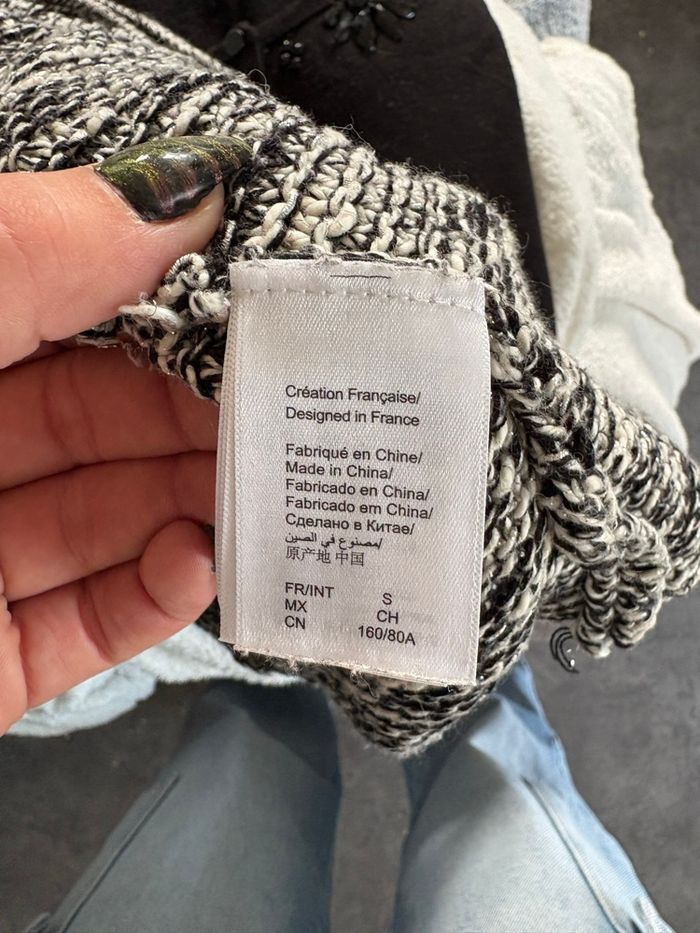 Création Française/
Designed in France
Fabriqué en Chine/
Made in China/
Fabricado en China/
Fabricado em China/
Сделано в Китае/
مصنوع في الصين/
原产地 中国
FR/INT S
MX CH
CN 160/80A